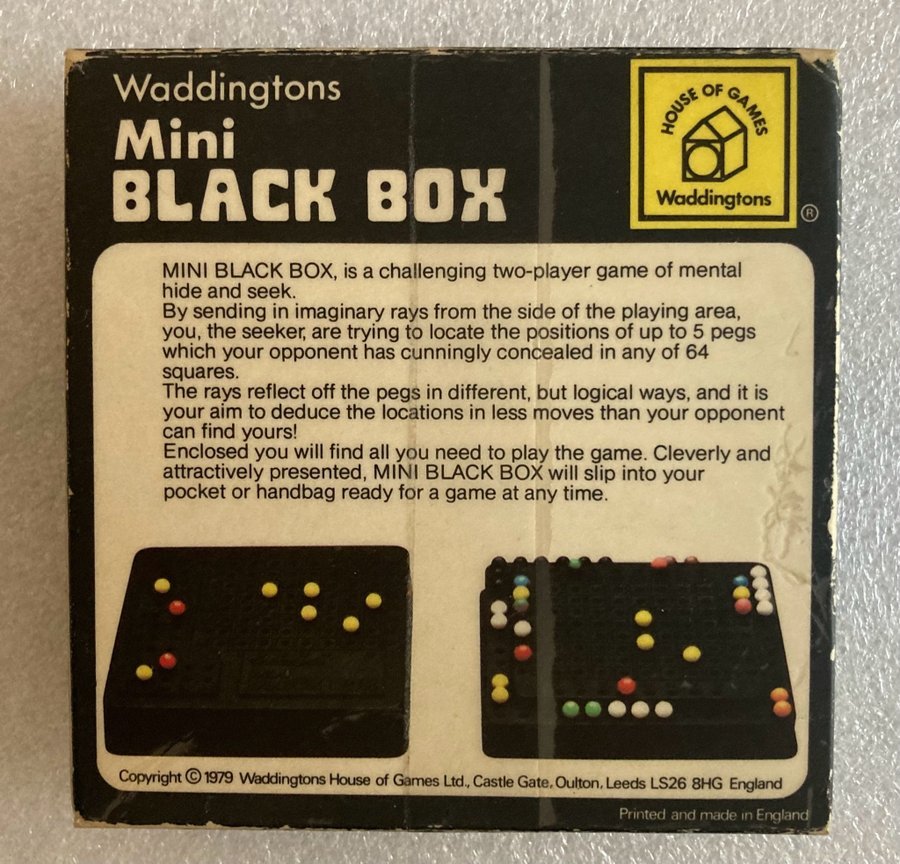 Waddingtons
Mini
BLACK BOX
HOUSE OF GAMES
Waddingtons
®
MINI BLACK BOX, is a challenging two-player game of mental
hide and seek.
By sending in imaginary rays from the side of the playing area,
you, the seeker, are trying to locate the positions of up to 5 pegs
which your opponent has cunningly concealed in any of 64
squares.
The rays reflect off the pegs in different, but logical ways, and it is
your aim to deduce the locations in less moves than your opponent
can find yours!
Enclosed you will find all you need to play the game. Cleverly and
attractively presented, MINI BLACK BOX will slip into your
pocket or handbag ready for a game at any time.
Copyright © 1979 Waddingtons House of Games Ltd., Castle Gate, Oulton, Leeds LS26 8HG England
Printed and made in England